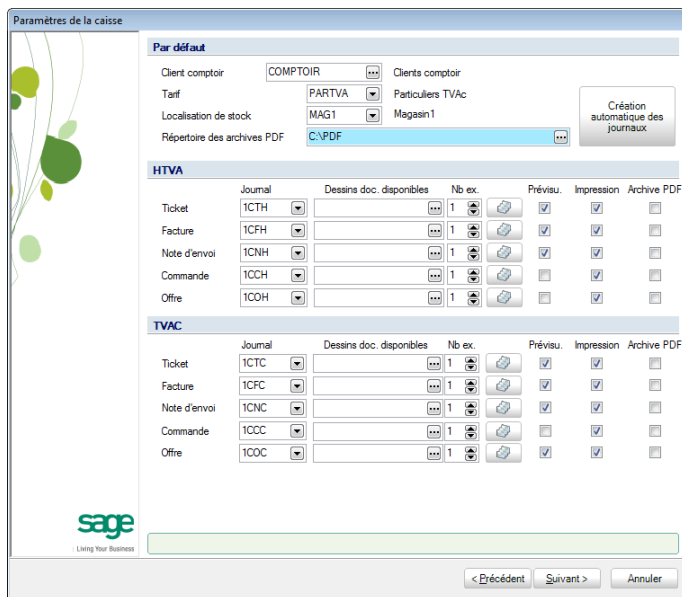 Paramètres de la caisse
Par défaut
Client comptoir COMPTOIR ... Clients comptoir
Tarif PARTVA Particuliers TVAc
Localisation de stock MAG1 Magasin1
Répertoire des archives PDF C:\PDF ...
Création
automatique des
journaux
HTVA
Journal Dessins doc. disponibles Nb ex. Prévisu. Impression Archive PDF
Ticket 1CTH ... 1
Facture 1CFH ... 1
Note d'envoi 1CNH ... 1
Commande 1CCH ... 1
Offre 1COH ... 1
TVAC
Journal Dessins doc. disponibles Nb ex. Prévisu. Impression Archive PDF
Ticket 1CTC ... 1
Facture 1CFC ... 1
Note d'envoi 1CNC ... 1
Commande 1CCC ... 1
Offre 1COC ... 1
sage
Living Your Business
< Précédent Suivant > Annuler